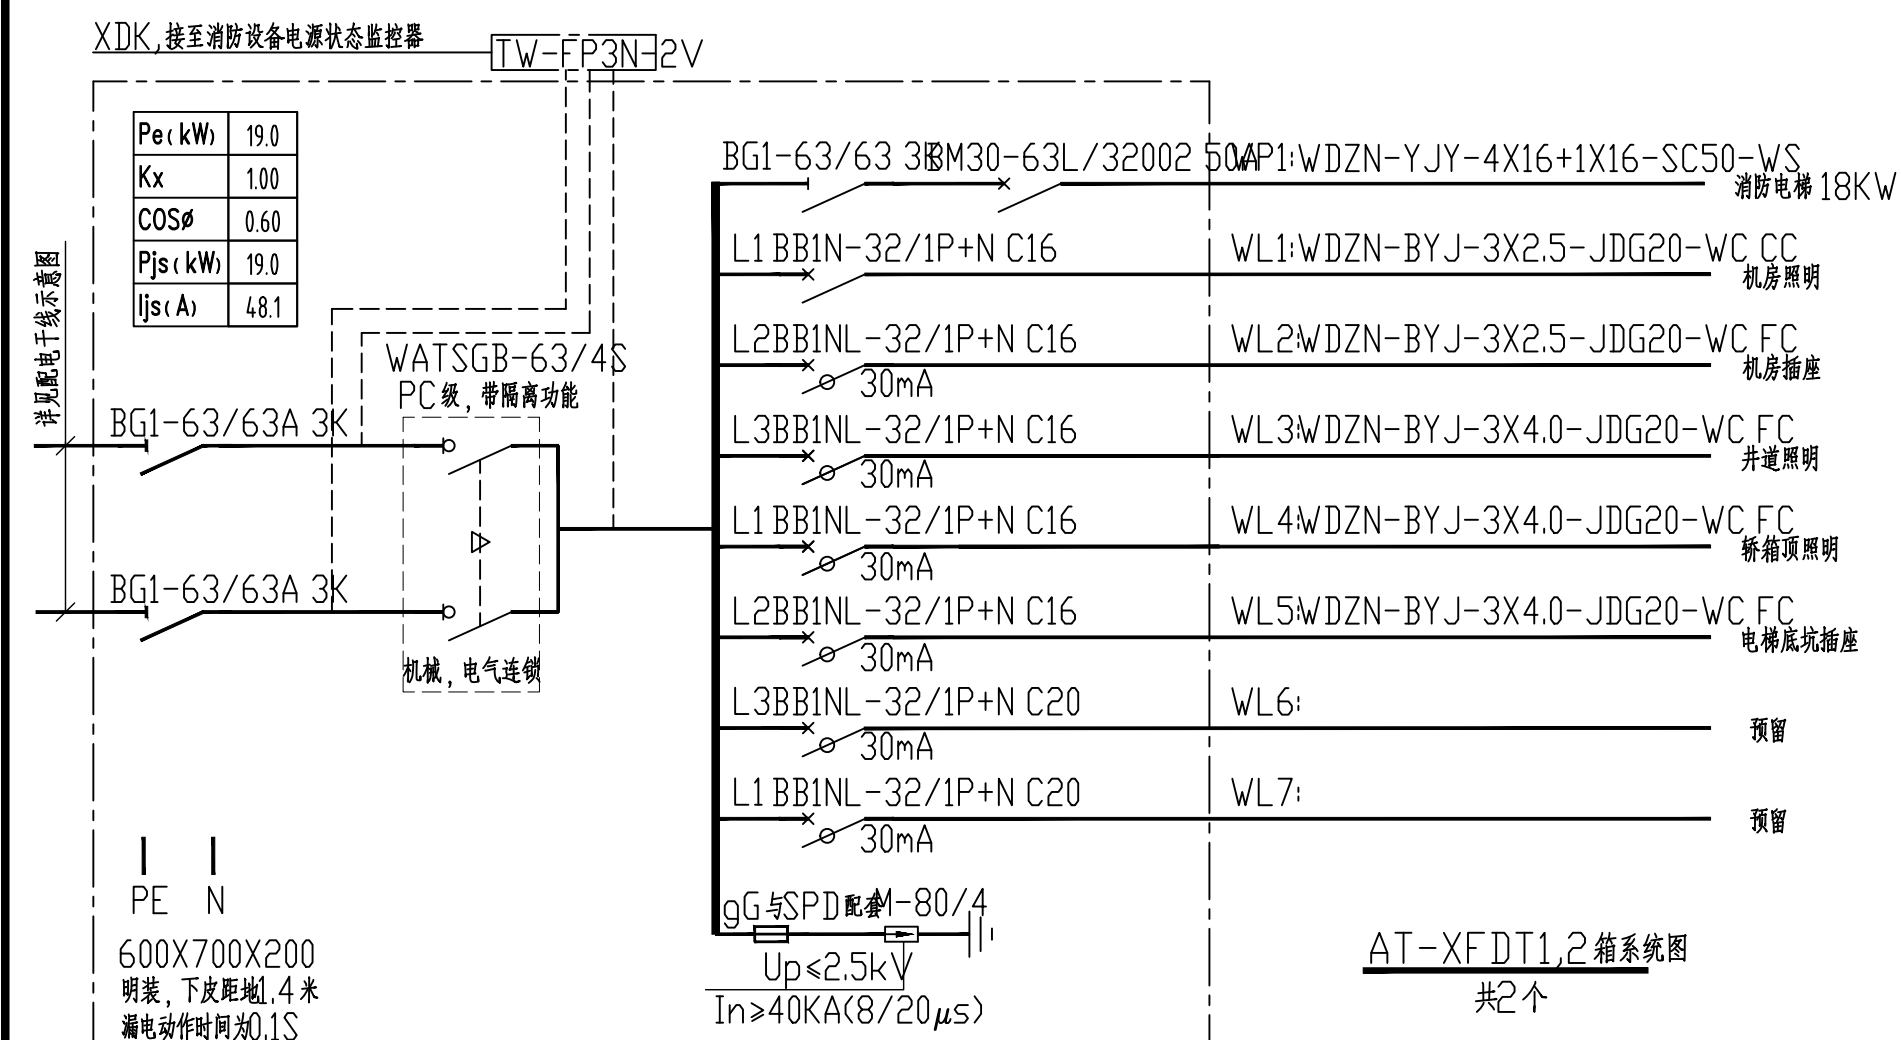 XDK,接至消防设备电源状态监控器
TW-FP3N-2V
Pe(kW) 19.0
Kx 1.00
COSø 0.60
Pjs(kW) 19.0
Ijs(A) 48.1
详见配电干线示意图
BG1-63/63A 3K
BG1-63/63A 3K
WATSGB-63/4S
PC级,带隔离功能
机械,电气连锁
BG1-63/63 3K BM30-63L/32002 50A WP1:WDZN-YJY-4X16+1X16-SC50-WS
消防电梯18KW
L1 BB1N-32/1P+N C16 WL1:WDZN-BYJ-3X2.5-JDG20-WC CC
机房照明
L2BB1NL-32/1P+N C16 WL2:WDZN-BYJ-3X2.5-JDG20-WC FC
30mA 机房插座
L3BB1NL-32/1P+N C16 WL3:WDZN-BYJ-3X4.0-JDG20-WC FC
30mA 井道照明
L1 BB1NL-32/1P+N C16 WL4:WDZN-BYJ-3X4.0-JDG20-WC FC
30mA 轿箱顶照明
L2BB1NL-32/1P+N C16 WL5:WDZN-BYJ-3X4.0-JDG20-WC FC
30mA 电梯底坑插座
L3BB1NL-32/1P+N C20 WL6:
30mA 预留
L1 BB1NL-32/1P+N C20 WL7:
30mA 预留
gG与SPD配套 M-80/4
Up≤2.5kV
In≥40KA(8/20μs)
PE N
600X700X200
明装,下皮距地1.4米
漏电动作时间为0.1S
AT-XFDT1,2箱系统图
共2个